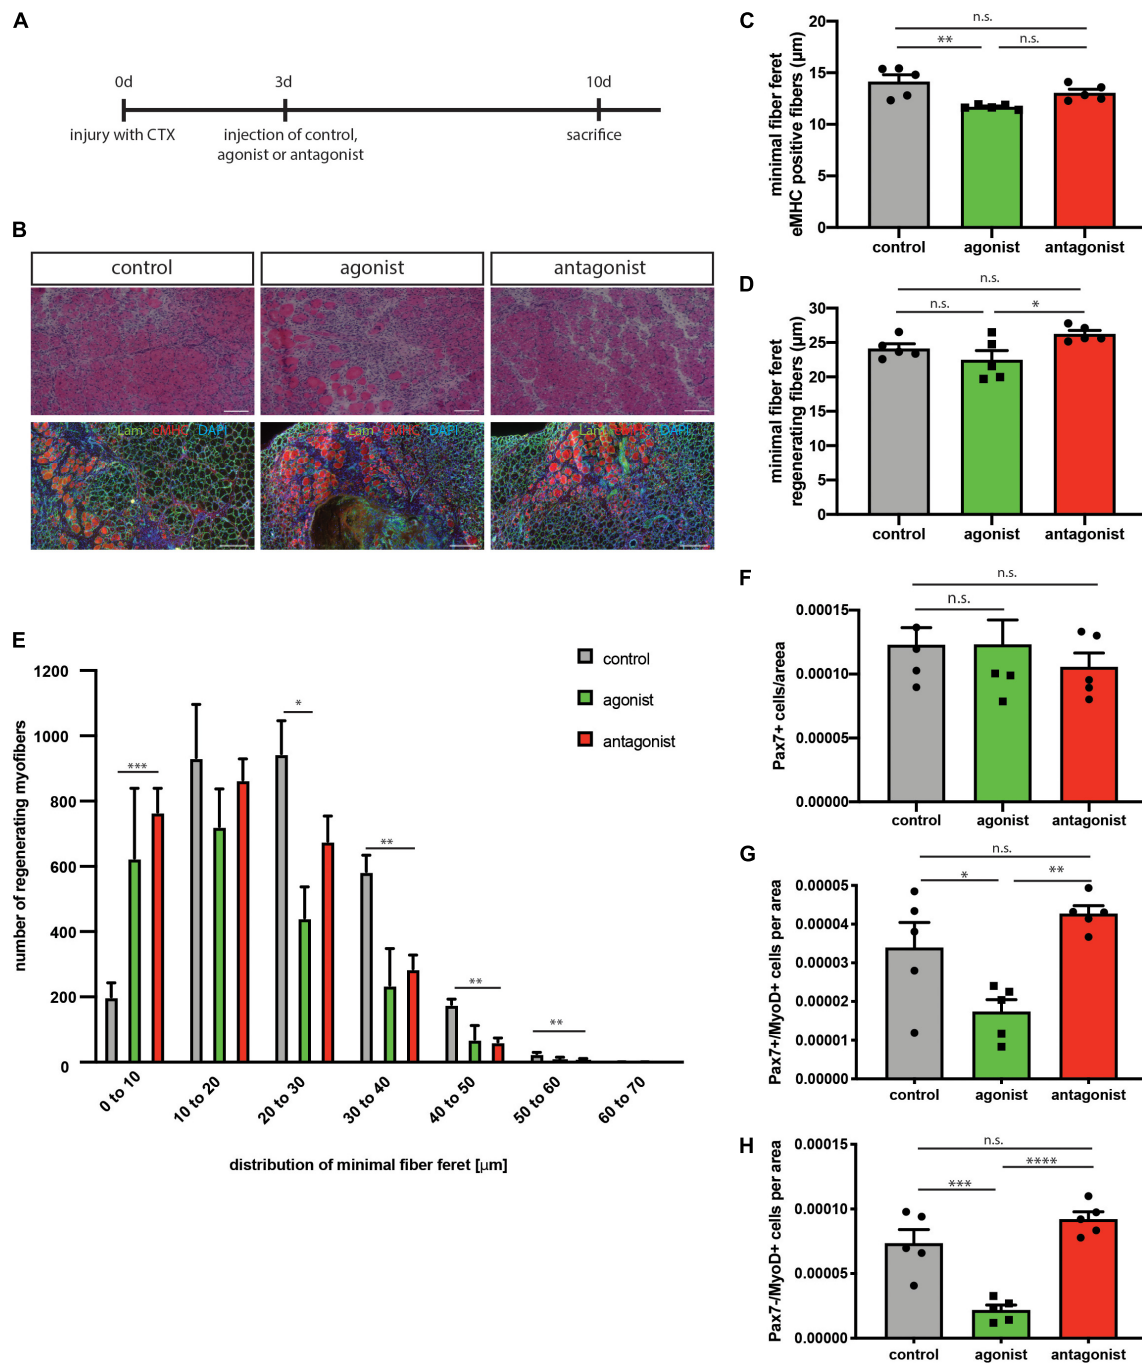 A
0d
3d
10d
injury with CTX
injection of control,
agonist or antagonist
sacrifice
B
control
agonist
antagonist
Lam eMHC DAPI
Lam eMHC DAPI
Lam DAPI
C
minimal fiber feret
eMHC positive fibers (µm)
20
15
10
5
0
n.s.
**
n.s.
control
agonist
antagonist
D
minimal fiber feret
regenerating fibers (µm)
30
25
20
15
10
5
0
n.s.
n.s.
*
control
agonist
antagonist
E
number of regenerating myofibers
1200
1000
800
600
400
200
0
***
*
**
**
**
control
agonist
antagonist
0 to 10
10 to 20
20 to 30
30 to 40
40 to 50
50 to 60
60 to 70
distribution of minimal fiber feret [µm]
F
Pax7+ cells/areea
0.00015
0.00010
0.00005
0.00000
n.s.
n.s.
control
agonist
antagonist
G
Pax7+/MyoD+ cells per area
0.00005
0.00004
0.00003
0.00002
0.00001
0.00000
n.s.
*
**
control
agonist
antagonist
H
Pax7-/MyoD+ cells per area
0.00015
0.00010
0.00005
0.00000
n.s.
****
***
control
agonist
antagonist